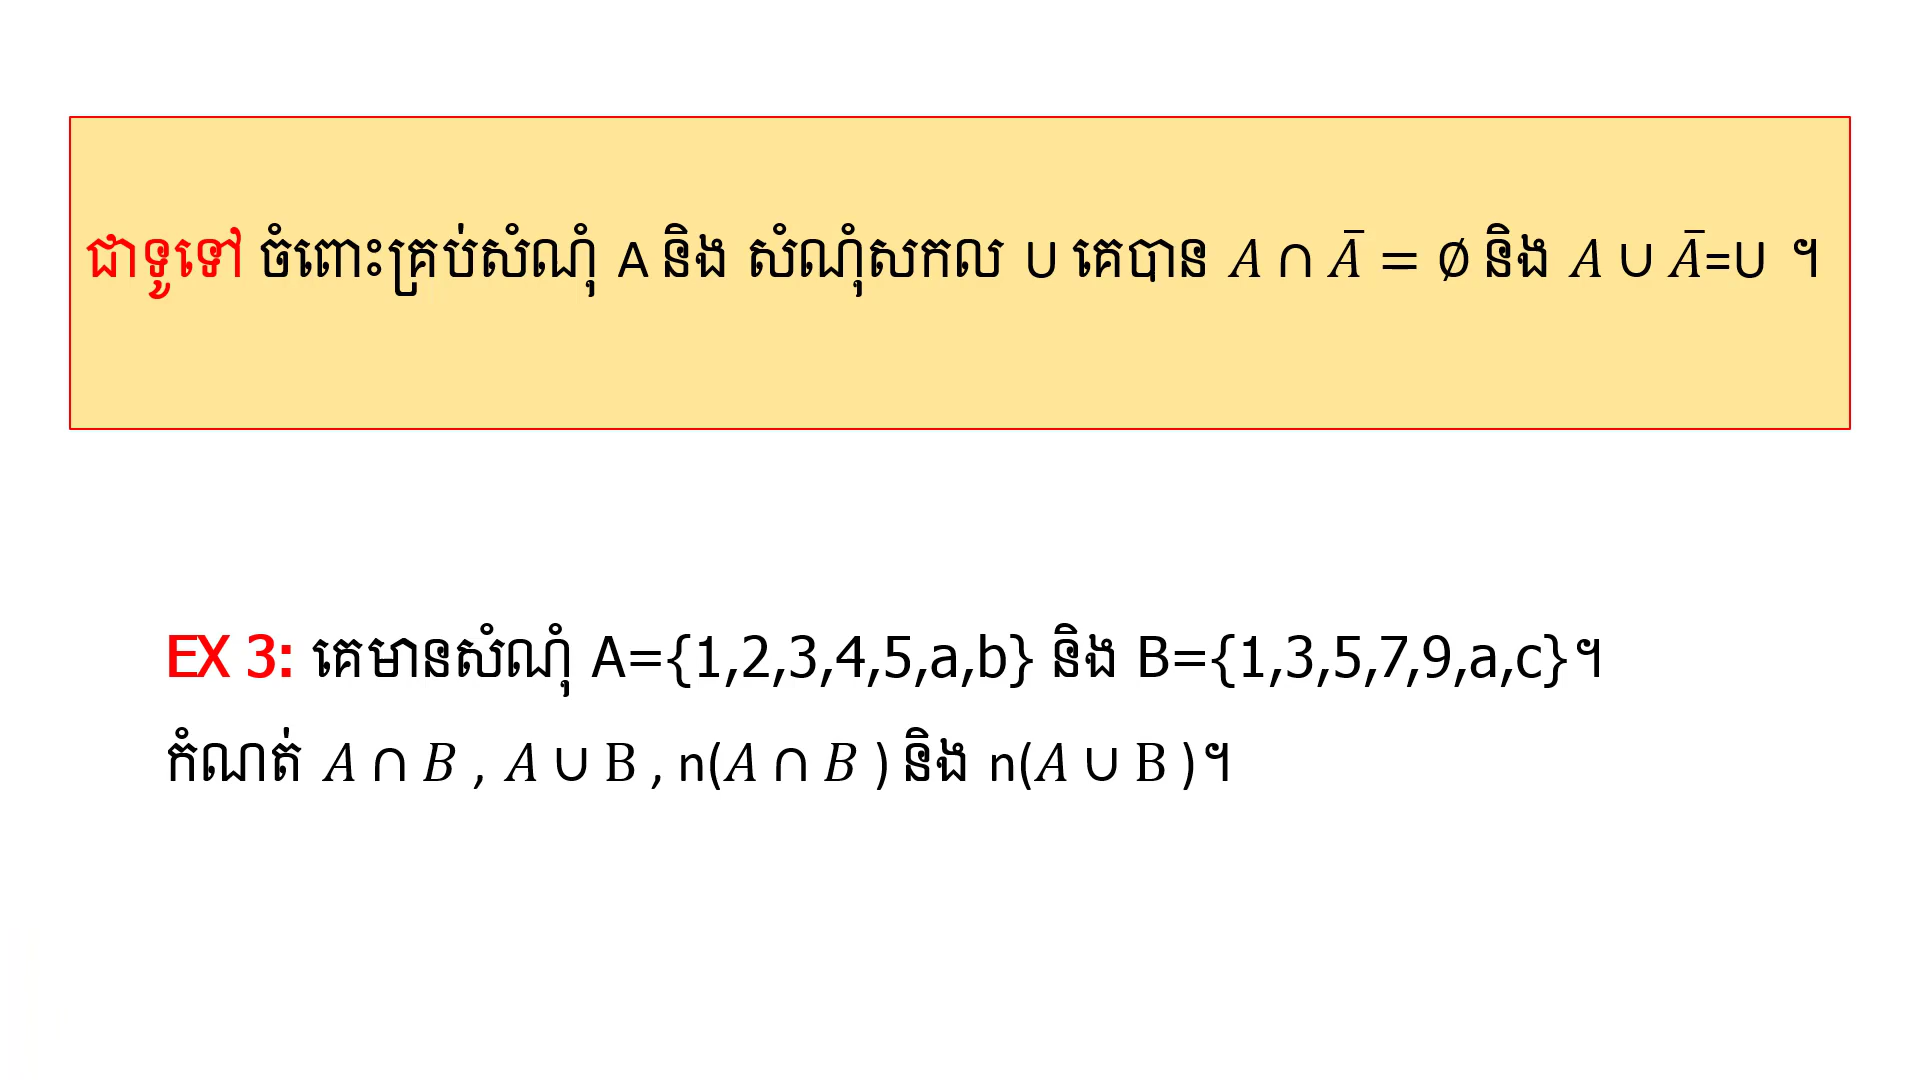 ជាទូទៅ ចំពោះគ្រប់សំណុំ A និង សំណុំសកល U គេបាន A ∩ Ā = ∅ និង A ∪ Ā=U ។
EX 3: គេមានសំណុំ A={1,2,3,4,5,a,b} និង B={1,3,5,7,9,a,c}។
កំណត់ A ∩ B , A ∪ B , n(A ∩ B ) និង n(A ∪ B )។